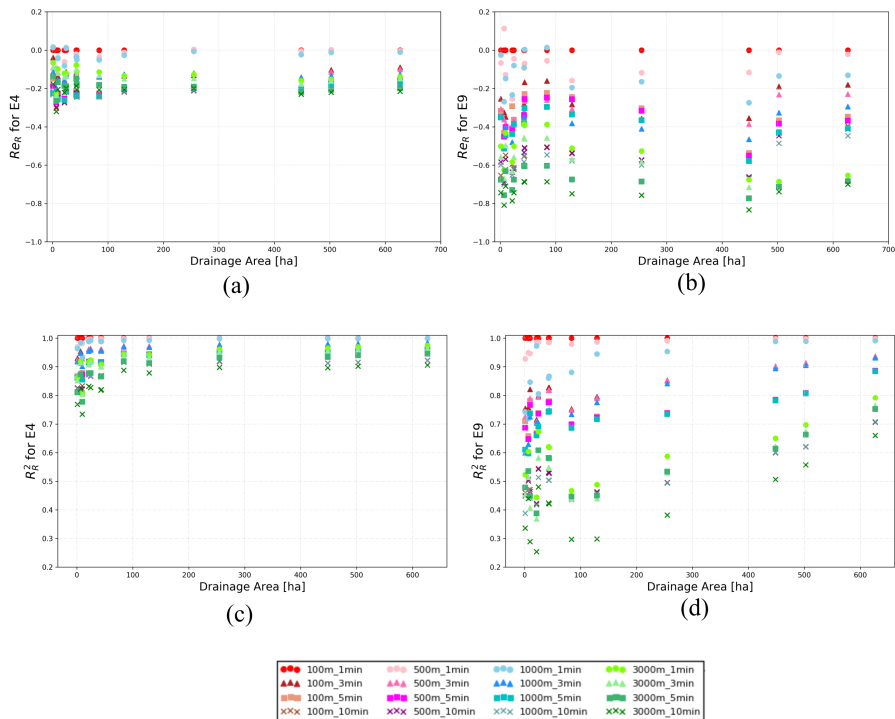 0.2
0.0
−0.2
−0.4
−0.6
−0.8
−1.0
Re_R for E4
0 100 200 300 400 500 600 700
Drainage Area [ha]
(a)
0.2
0.0
−0.2
−0.4
−0.6
−0.8
−1.0
Re_R for E9
0 100 200 300 400 500 600 700
Drainage Area [ha]
(b)
1.0
0.9
0.8
0.7
0.6
0.5
0.4
0.3
0.2
R²_R for E4
0 100 200 300 400 500 600
Drainage Area [ha]
(c)
1.0
0.9
0.8
0.7
0.6
0.5
0.4
0.3
0.2
R²_R for E9
0 100 200 300 400 500 600
Drainage Area [ha]
(d)
100m_1min 500m_1min 1000m_1min 3000m_1min
100m_3min 500m_3min 1000m_3min 3000m_3min
100m_5min 500m_5min 1000m_5min 3000m_5min
100m_10min 500m_10min 1000m_10min 3000m_10min